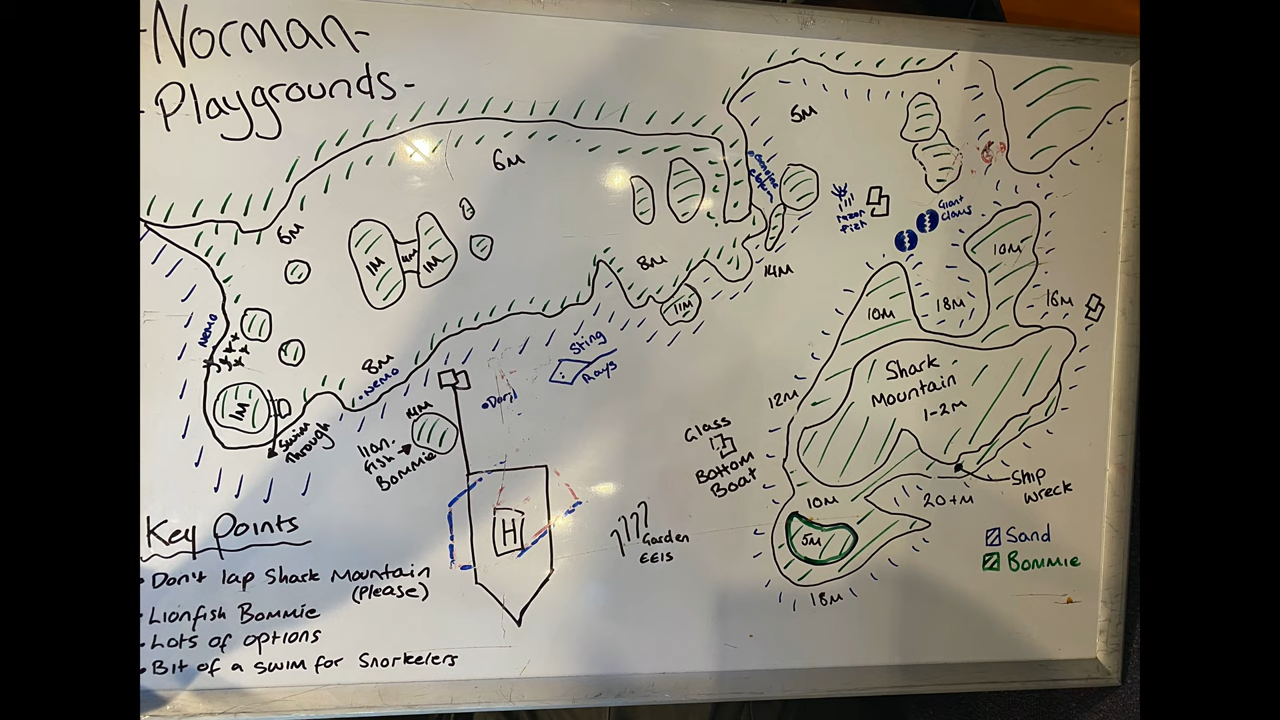 -Norman-
-Playgrounds-
5M
6M
6M
Giant
Clams
razor
fish
10M
1M
4M
1M
8M
14M
11M
10M
18M
16M
Nemo
Sting
Rays
8M
Nemo
Shark
Mountain
1-2M
12M
1M
Swim
Through
14M
Lion
fish
Bommie
Glass
Bottom
Boat
10M
20+M
Ship
wreck
H
Garden
EEls
5M
18M
Sand
Bommie
Key Points
• Don't lap Shark Mountain
(Please)
• Lionfish Bommie
• Lots of options
• Bit of a swim for Snorkelers